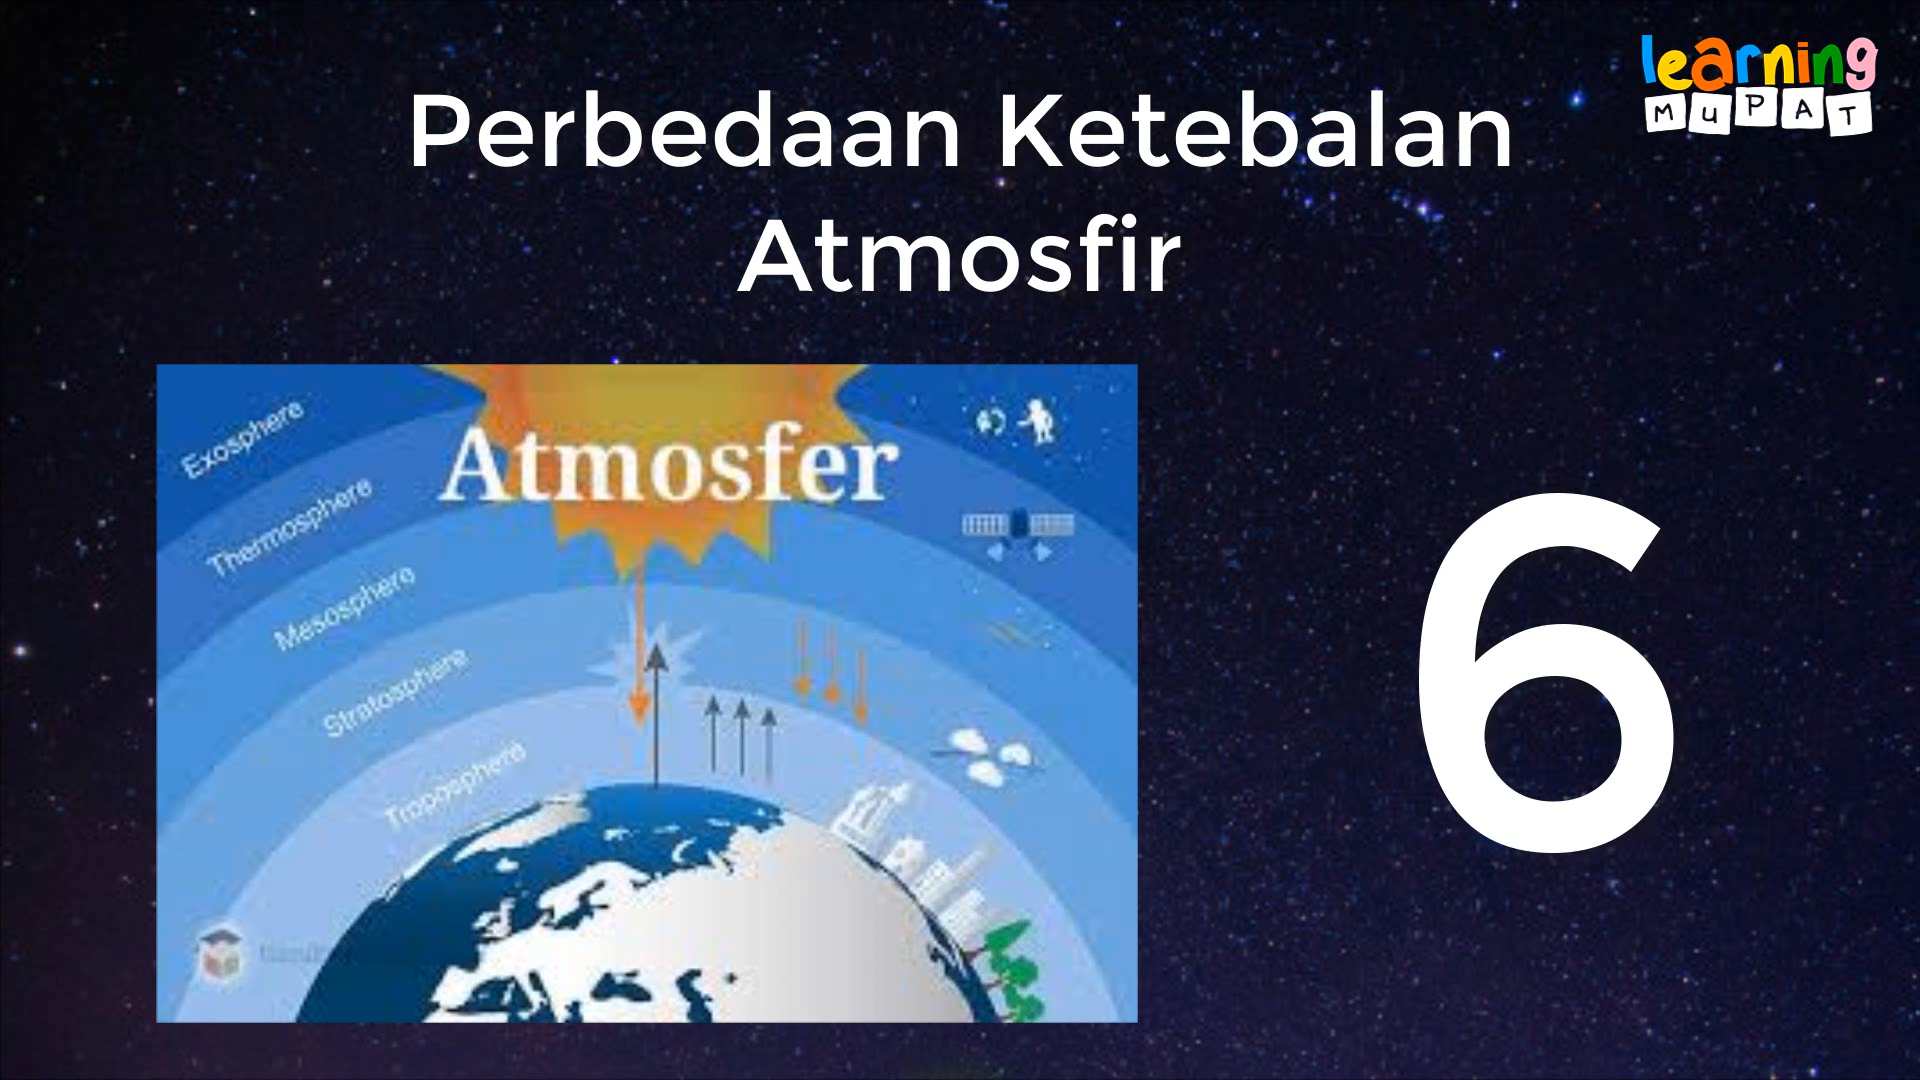 learning
MUPAT
Perbedaan Ketebalan
Atmosfir
Exosphere
Atmosfer
Thermosphere
Mesosphere
Stratosphere
Troposphere
6